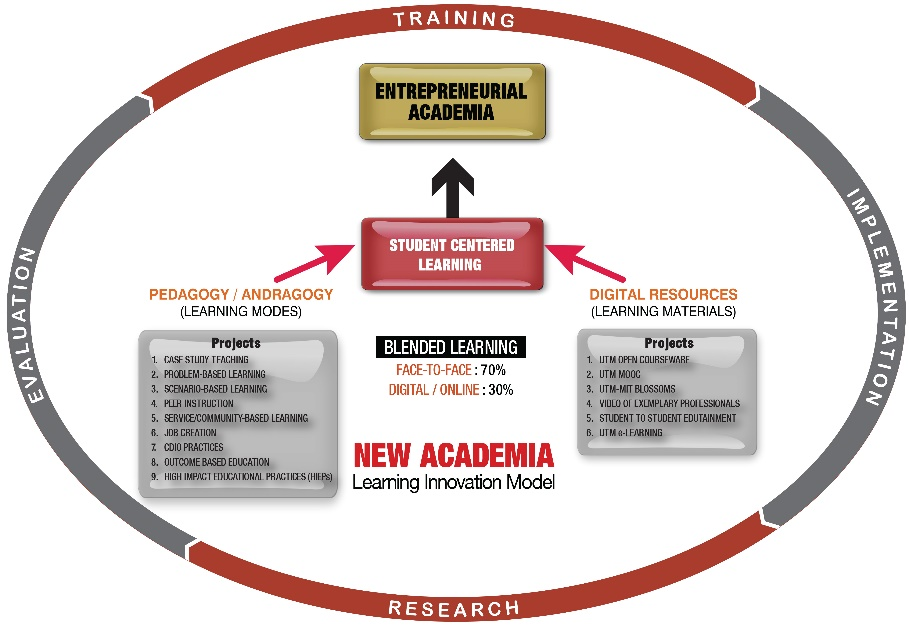 TRAINING
ENTREPRENEURIAL
ACADEMIA
IMPLEMENTATION
EVALUATION
STUDENT CENTERED
LEARNING
PEDAGOGY / ANDRAGOGY
(LEARNING MODES)
DIGITAL RESOURCES
(LEARNING MATERIALS)
Projects
1. CASE STUDY TEACHING
2. PROBLEM-BASED LEARNING
3. SCENARIO-BASED LEARNING
4. PEER INSTRUCTION
5. SERVICE/COMMUNITY-BASED LEARNING
6. JOB CREATION
7. CDIO PRACTICES
8. OUTCOME BASED EDUCATION
9. HIGH IMPACT EDUCATIONAL PRACTICES (HIEPs)
BLENDED LEARNING
FACE-TO-FACE : 70%
DIGITAL / ONLINE : 30%
Projects
1. UTM OPEN COURSEWARE
2. UTM MOOC
3. UTM-MIT BLOSSOMS
4. VIDEO OF EXEMPLARY PROFESSIONALS
5. STUDENT TO STUDENT EDUTAINMENT
6. UTM e-LEARNING
NEW ACADEMIA
Learning Innovation Model
RESEARCH